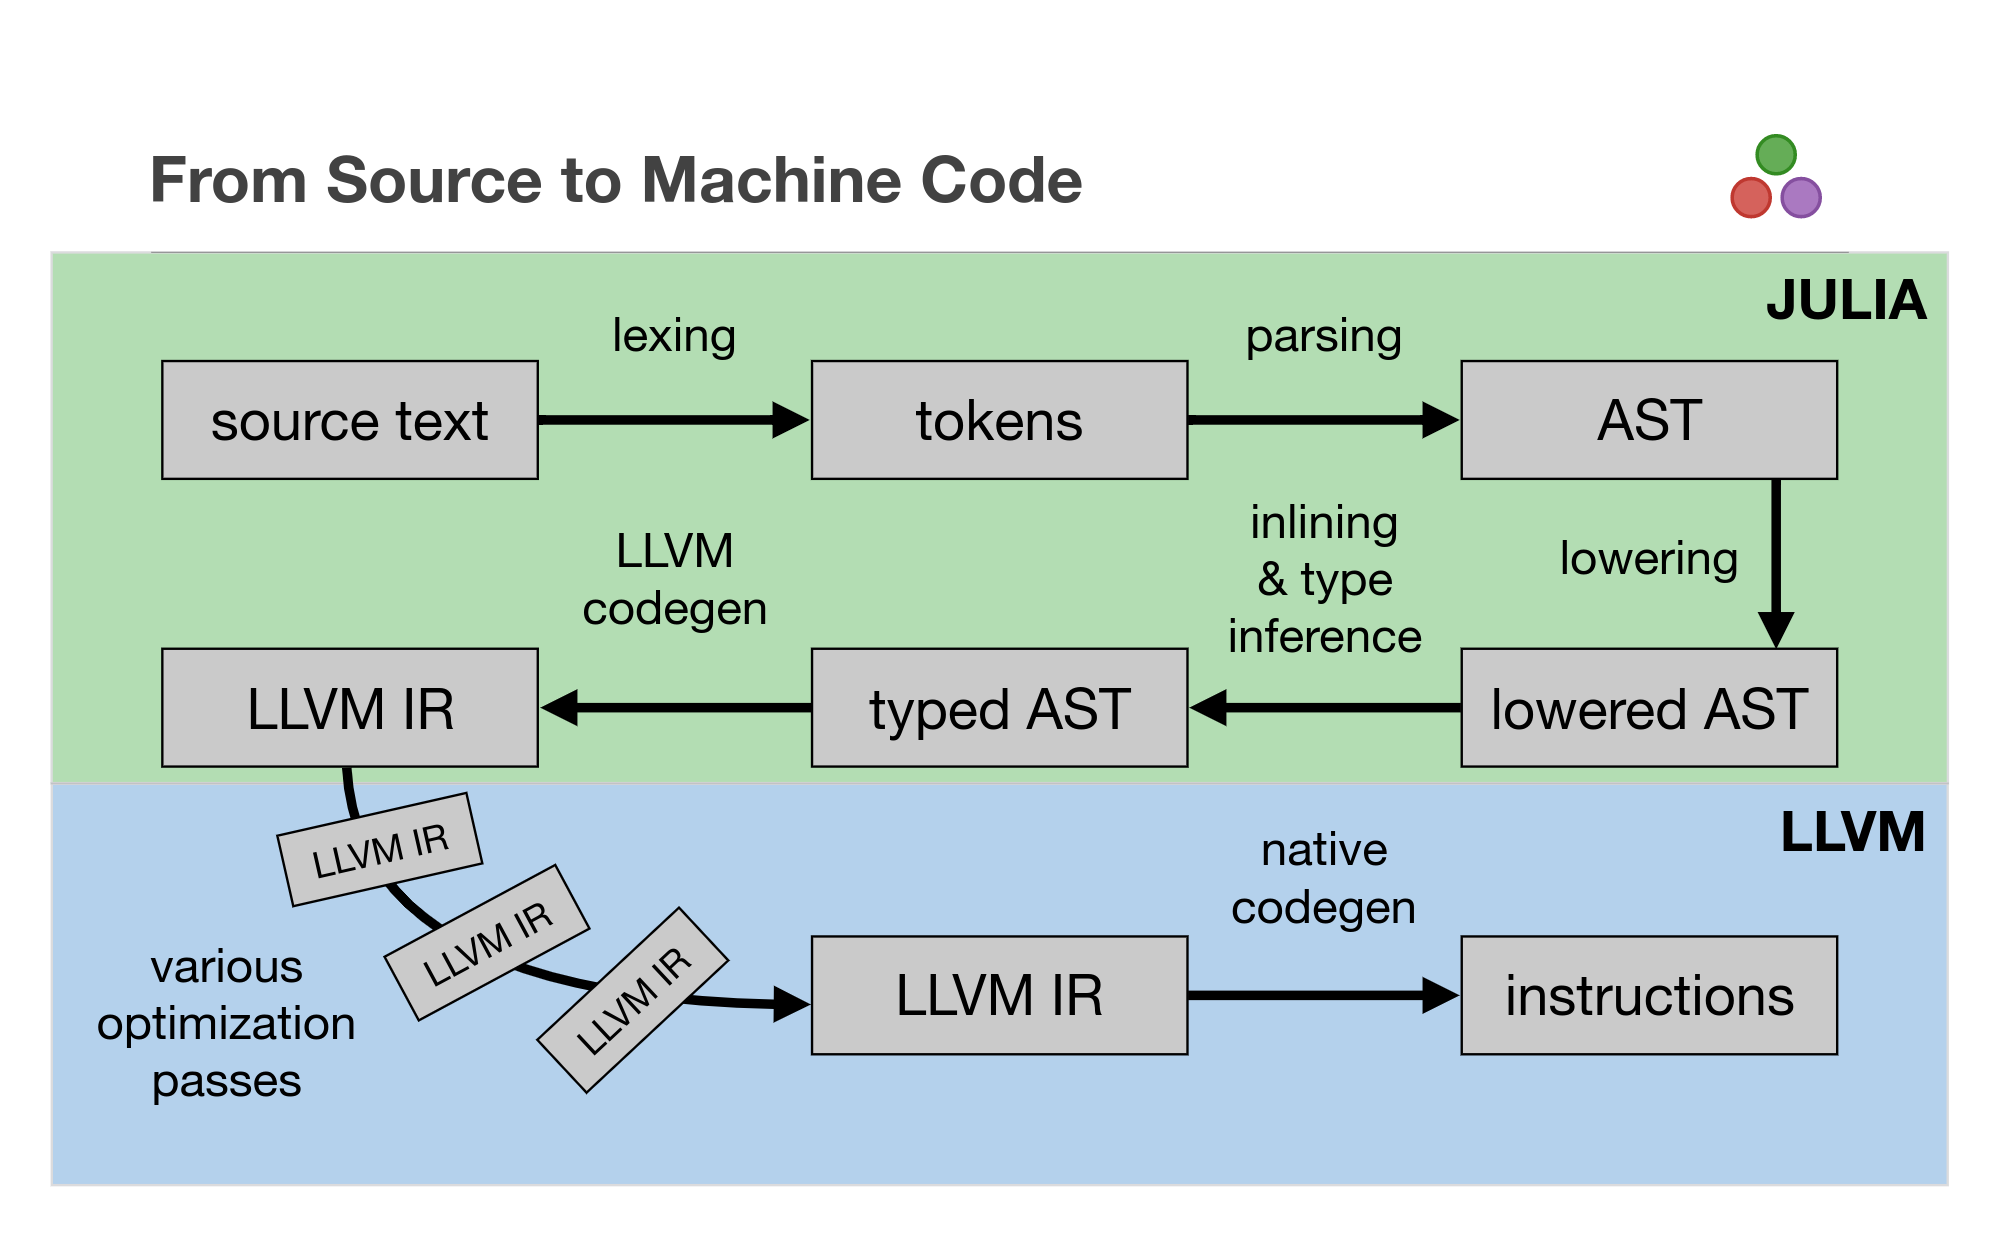 From Source to Machine Code
JULIA
lexing
parsing
source text
tokens
AST
LLVM
codegen
inlining
& type
inference
lowering
LLVM IR
typed AST
lowered AST
LLVM
LLVM IR
LLVM IR
LLVM IR
various
optimization
passes
native
codegen
LLVM IR
instructions